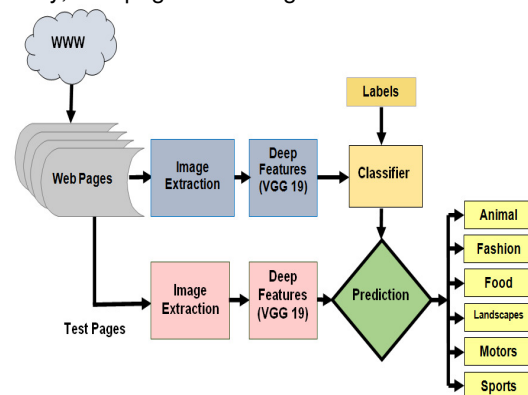 WWW
Labels
Web Pages
Image
Extraction
Deep
Features
(VGG 19)
Classifier
Animal
Fashion
Food
Landscapes
Motors
Sports
Image
Extraction
Deep
Features
(VGG 19)
Prediction
Test Pages